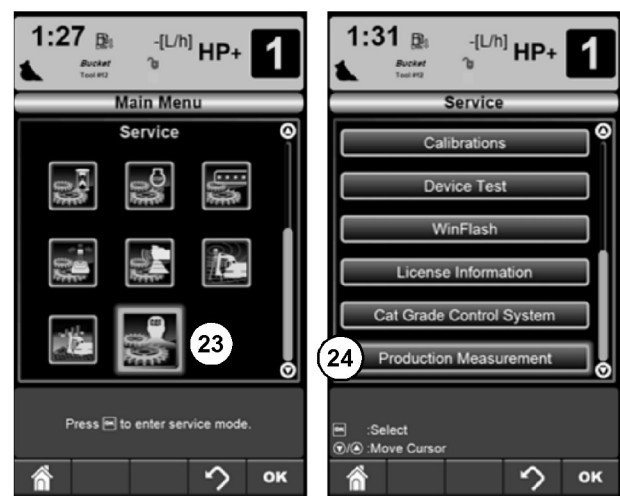 1:27 -[L/h] HP+ 1
Bucket
Tool #12
Main Menu
Service
23
Press OK to enter service mode.
OK
1:31 -[L/h] HP+ 1
Bucket
Tool #12
Service
Calibrations
Device Test
WinFlash
License Information
Cat Grade Control System
24 Production Measurement
OK :Select
/ :Move Cursor
OK